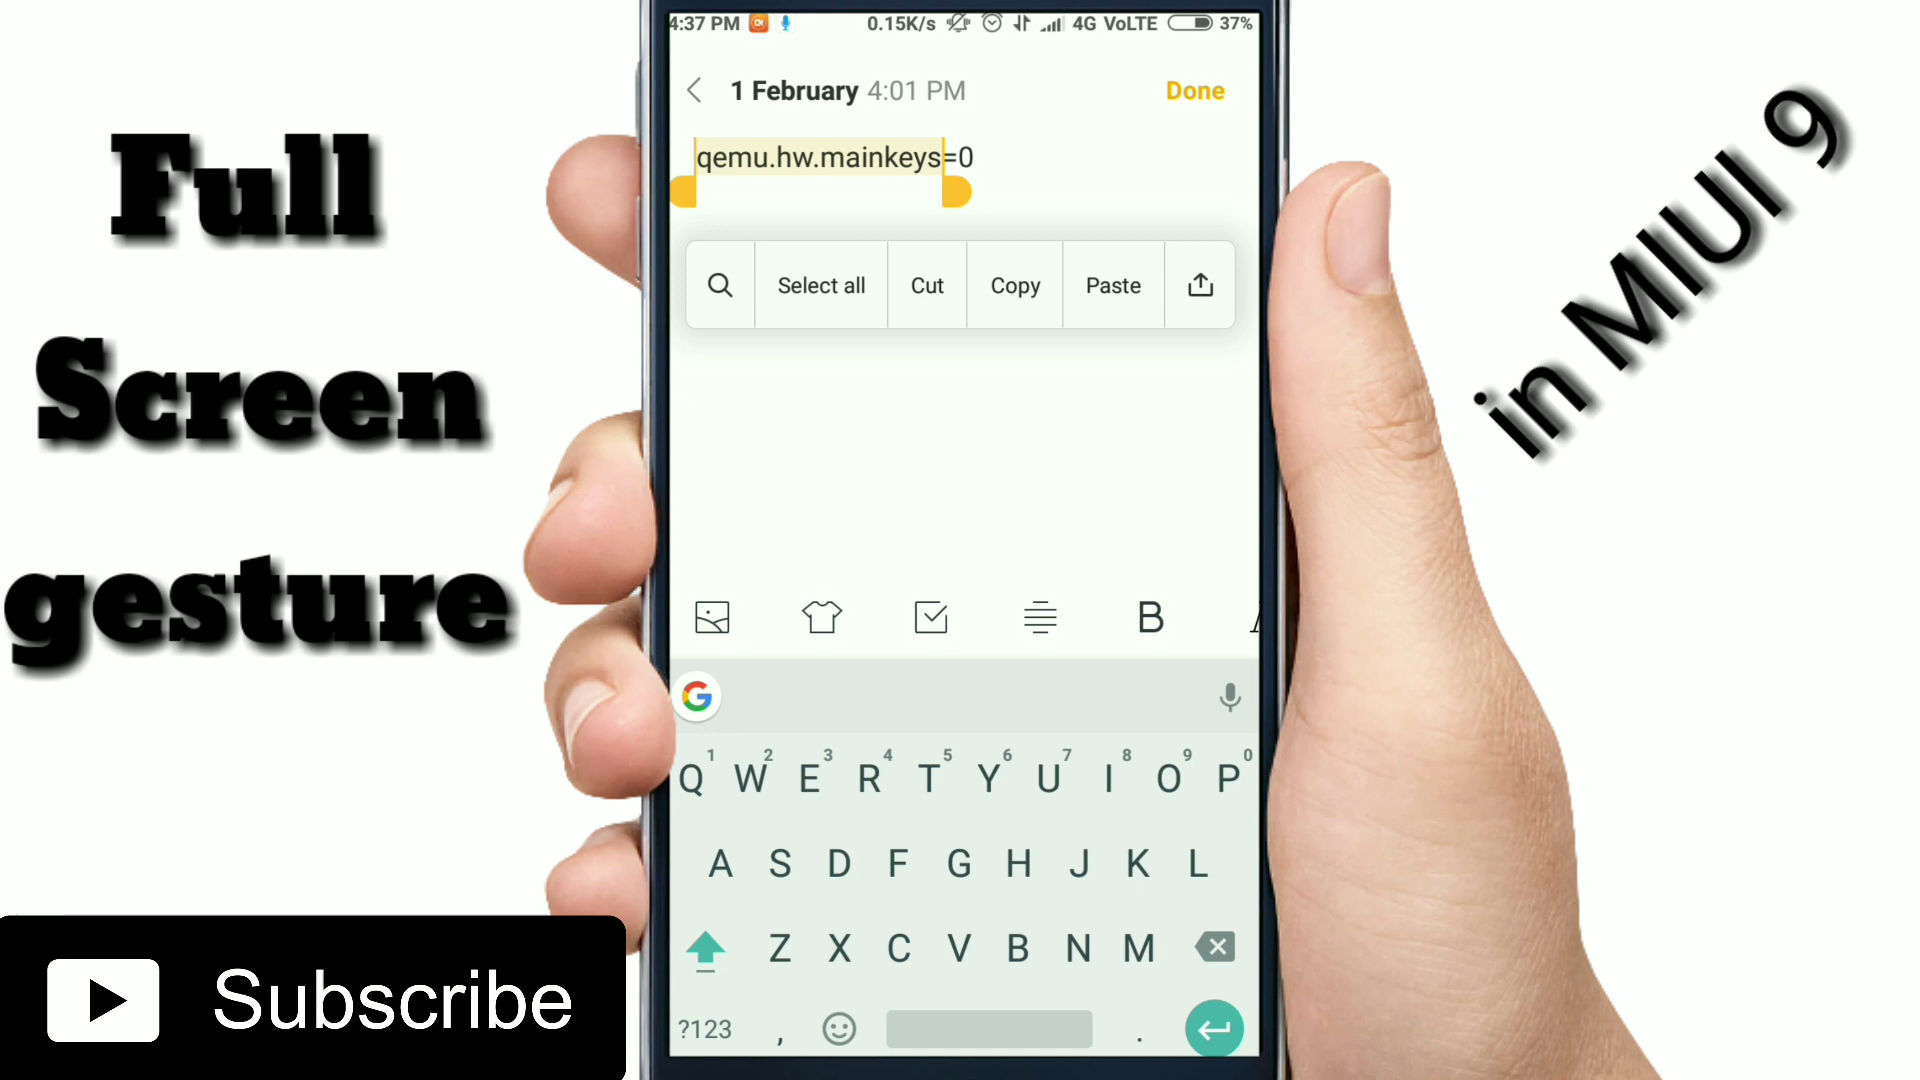 Full
Screen
gesture
in MIUI 9
4:37 PM 0.15K/s 4G VoLTE 37%
1 February 4:01 PM Done
qemu.hw.mainkeys=0
Select all Cut Copy Paste
B
G
1 2 3 4 5 6 7 8 9 0
Q W E R T Y U I O P
A S D F G H J K L
Z X C V B N M
?123 , .
Subscribe